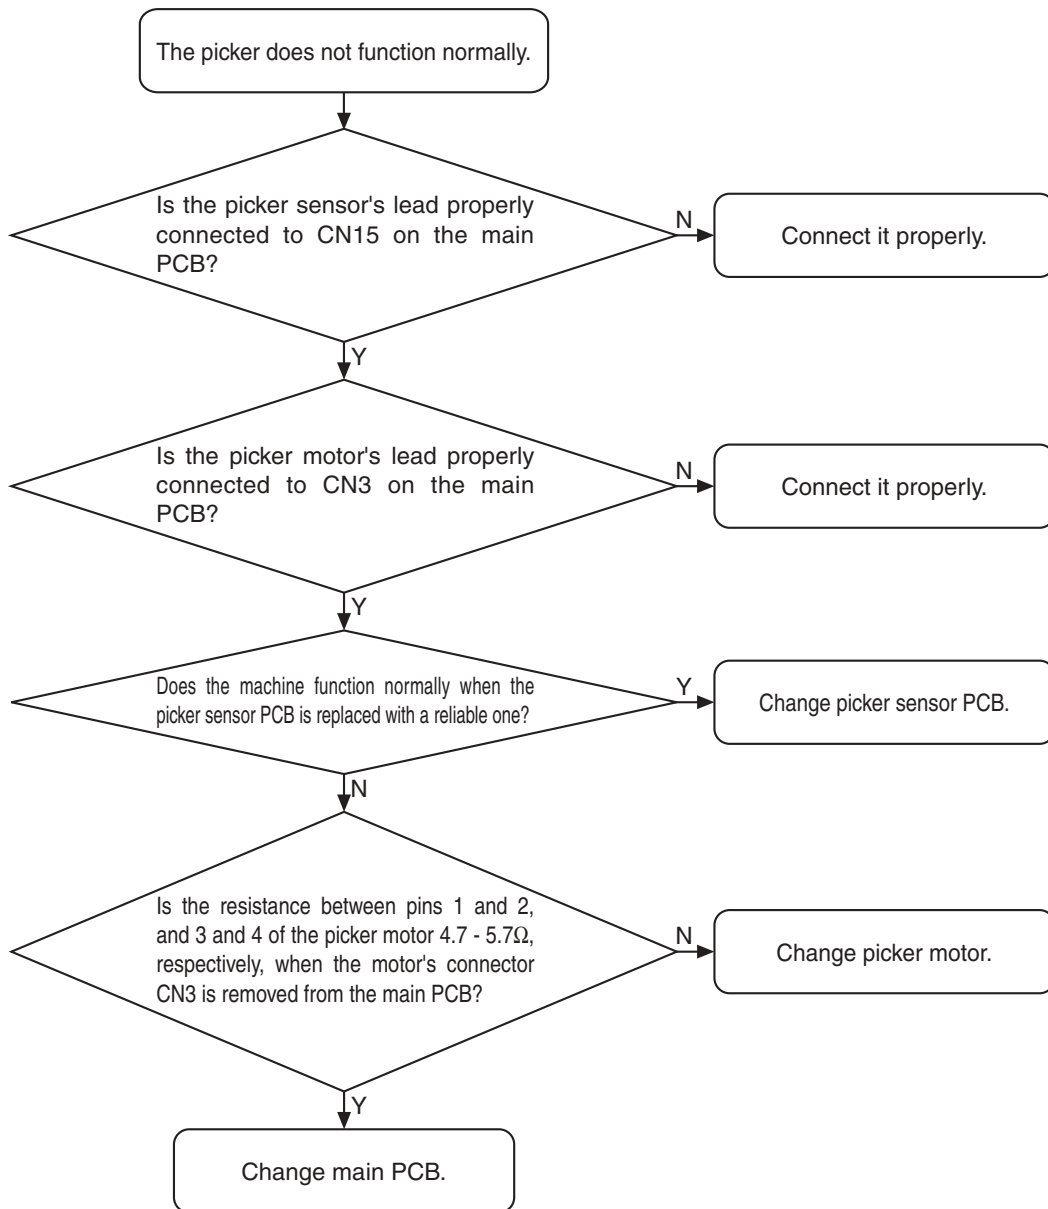 The picker does not function normally.
Is the picker sensor's lead properly
connected to CN15 on the main
PCB?
N
Connect it properly.
Y
Is the picker motor's lead properly
connected to CN3 on the main
PCB?
N
Connect it properly.
Y
Does the machine function normally when the
picker sensor PCB is replaced with a reliable one?
Y
Change picker sensor PCB.
N
Is the resistance between pins 1 and 2,
and 3 and 4 of the picker motor 4.7 - 5.7Ω,
respectively, when the motor's connector
CN3 is removed from the main PCB?
N
Change picker motor.
Y
Change main PCB.